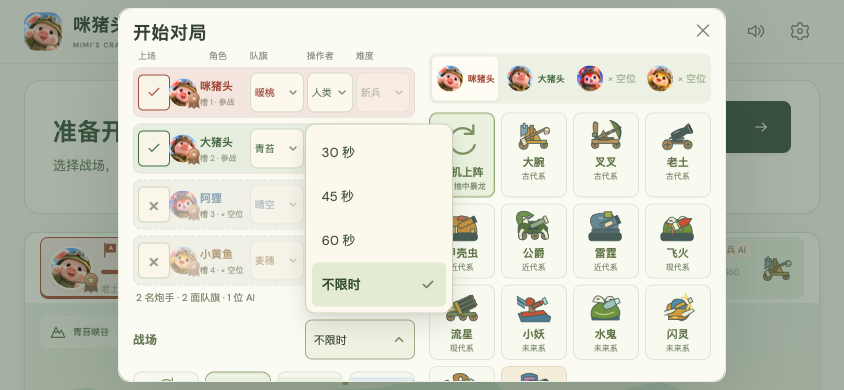 咪猪头
MIMI'S CRA
准备开
选择战场，
开始对局
上场 角色 队旗 操作者 难度
咪猪头
槽 1 · 参战
暖桃
人类
新兵
大猪头
槽 2 · 参战
青苔
阿狸
槽 3 · × 空位
晴空
小黄鱼
槽 4 · × 空位
麦穗
2 名炮手 · 2 面队旗 · 1 位 AI
战场
不限时
30 秒
45 秒
60 秒
不限时
咪猪头
大猪头
× 空位
× 空位
机上阵
抽中暴龙
大腕
古代系
叉叉
古代系
老土
古代系
甲壳虫
近代系
公爵
近代系
雷霆
近代系
飞火
现代系
流星
现代系
小妖
未来系
水鬼
未来系
闪灵
未来系
老土
青苔峡谷
兵 AI
960